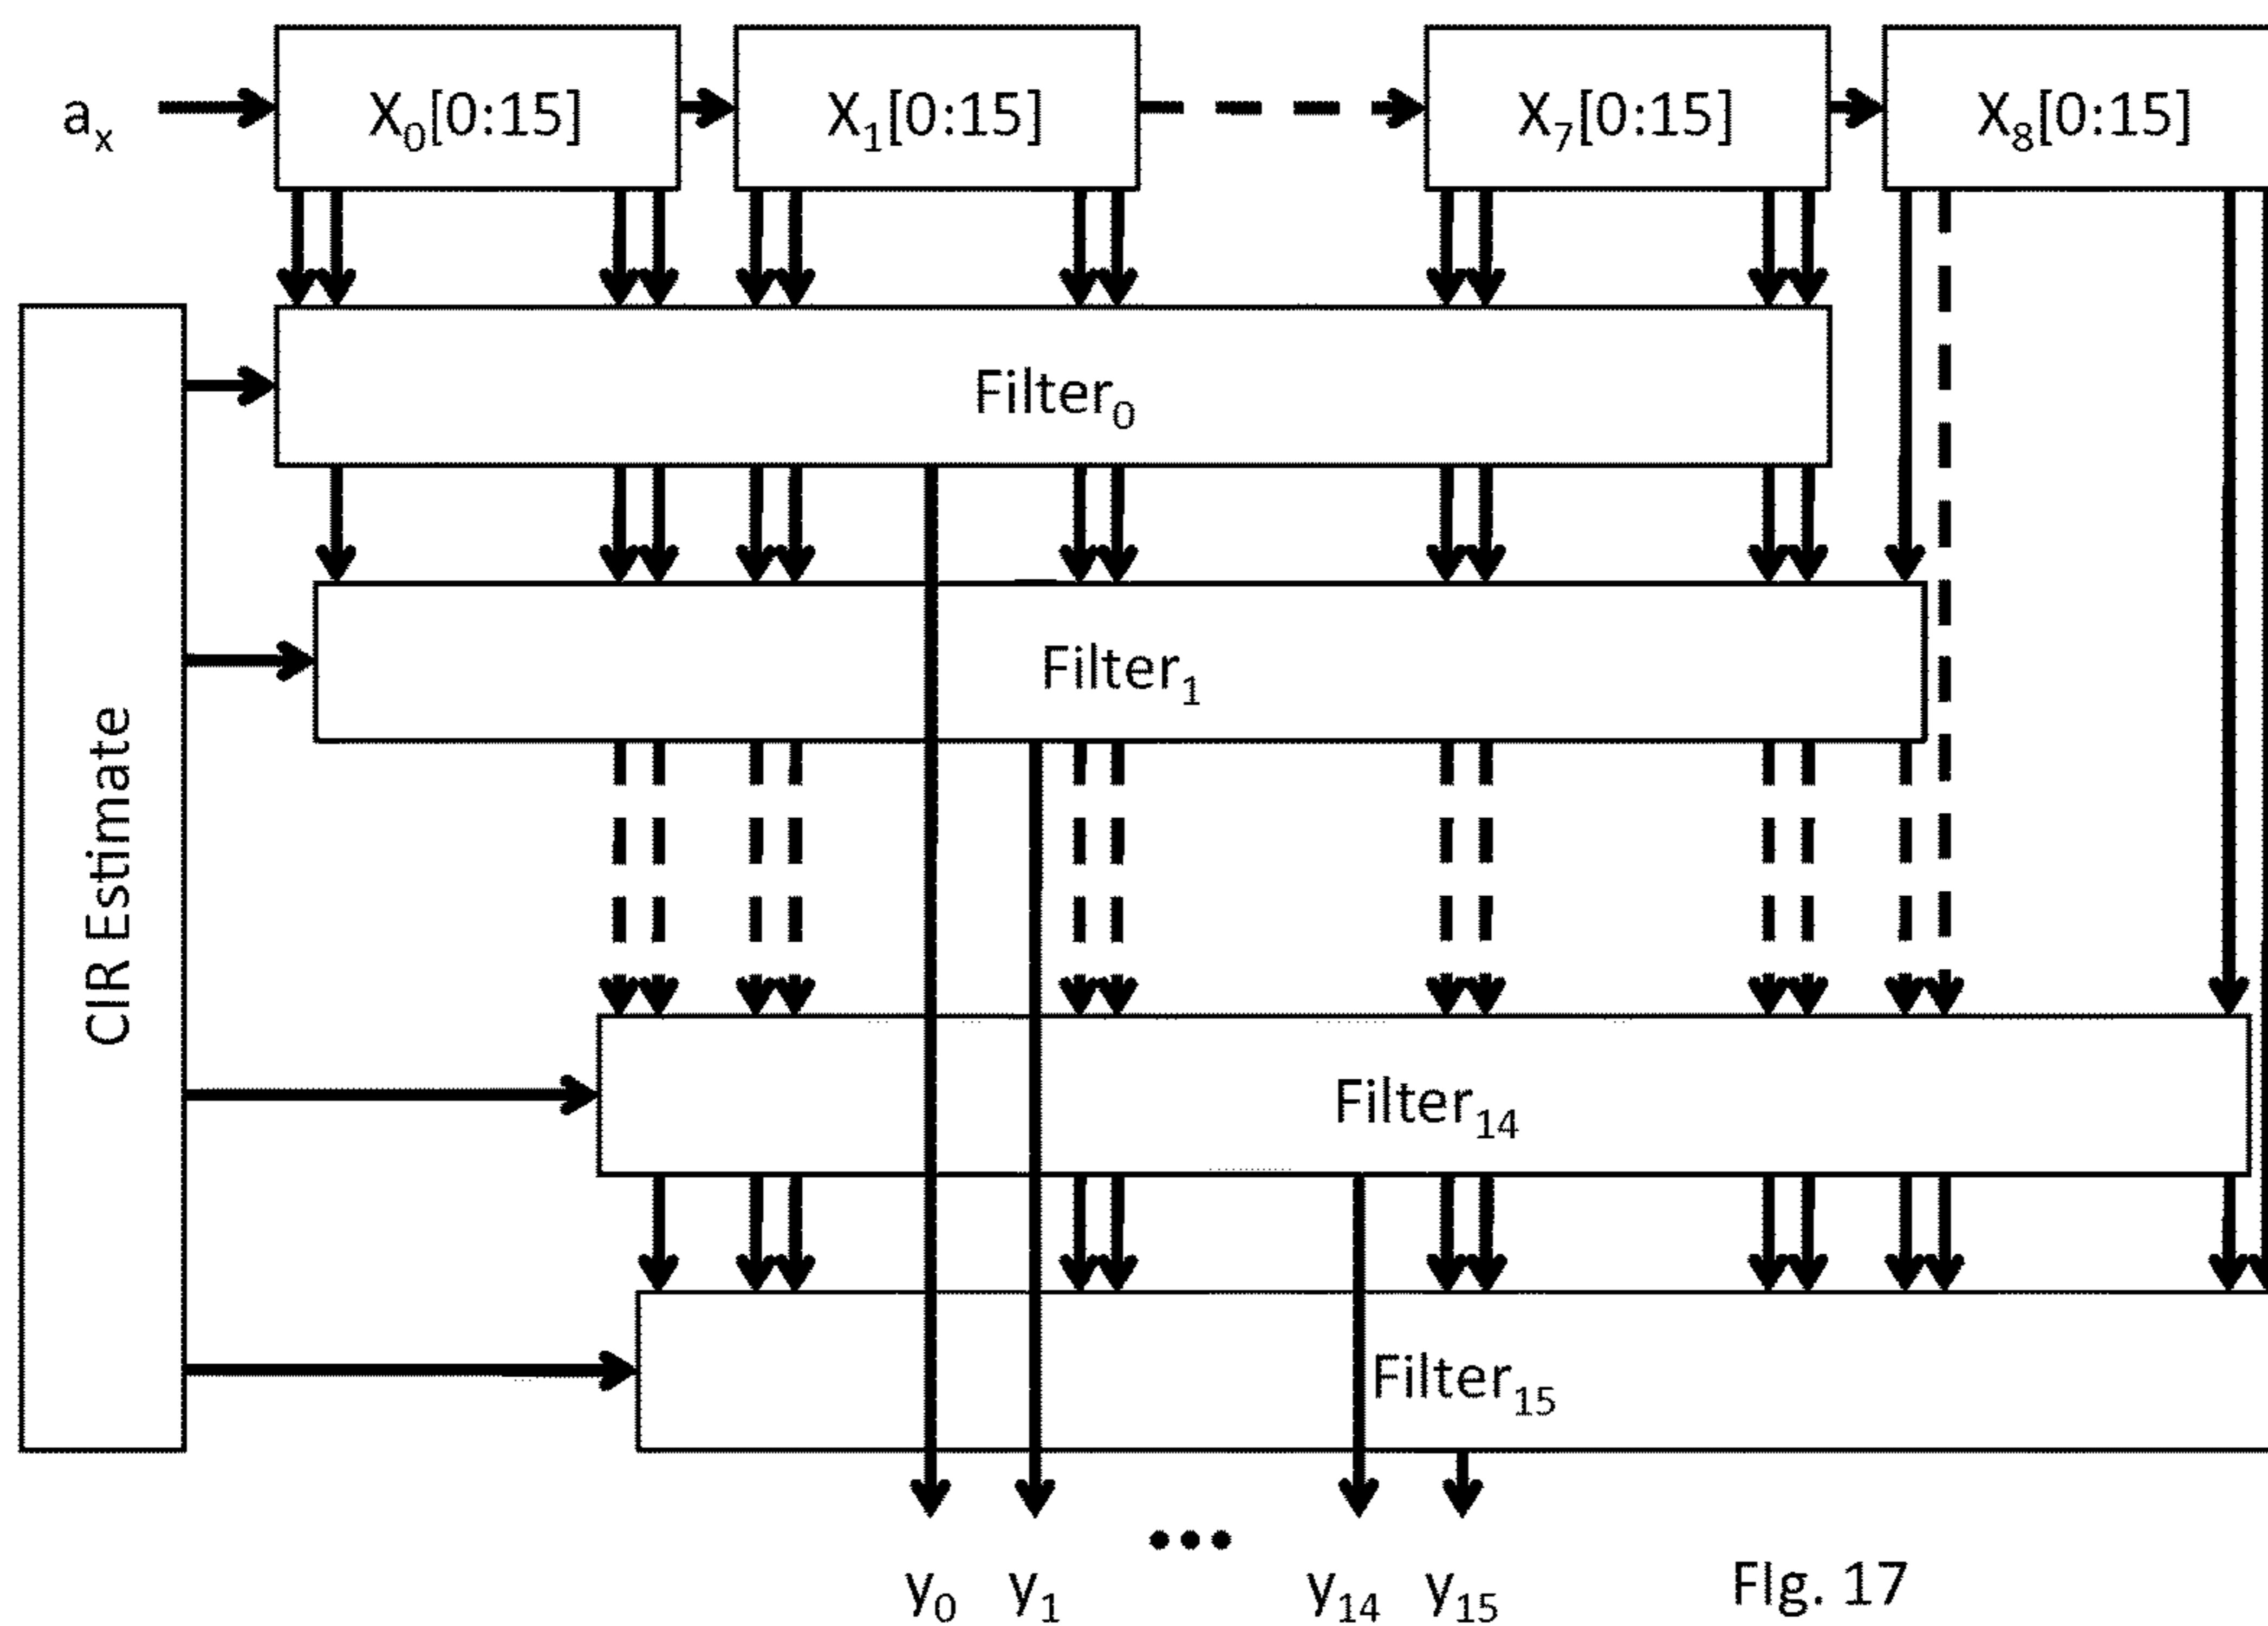 aₓ
X₀[0:15]
X₁[0:15]
X₇[0:15]
X₈[0:15]
Filter₀
Filter₁
CIR Estimate
Filter₁₄
Filter₁₅
•••
y₀
y₁
y₁₄
y₁₅
FIg. 17